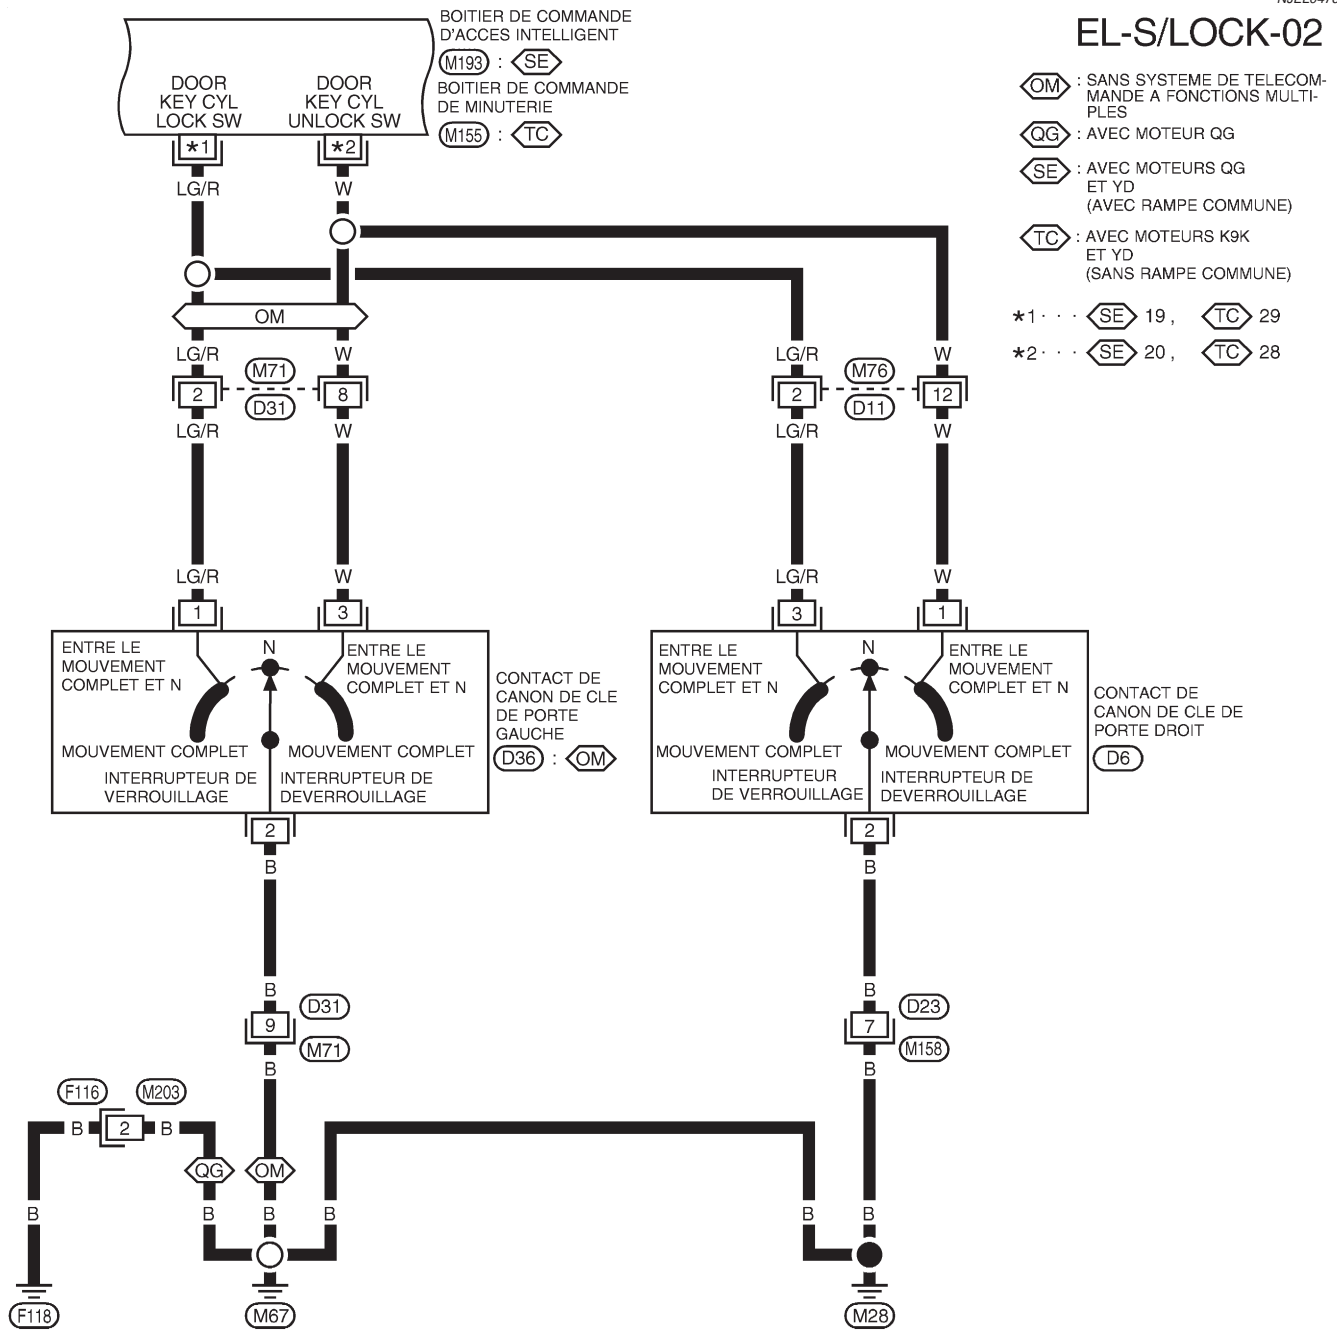 EL-S/LOCK-02
BOITIER DE COMMANDE
D'ACCES INTELLIGENT
M193 : SE
BOITIER DE COMMANDE
DE MINUTERIE
M155 : TC
DOOR
KEY CYL
LOCK SW
DOOR
KEY CYL
UNLOCK SW
*1
*2
LG/R
W
OM : SANS SYSTEME DE TELECOM-
MANDE A FONCTIONS MULTI-
PLES
QG : AVEC MOTEUR QG
SE : AVEC MOTEURS QG
ET YD
(AVEC RAMPE COMMUNE)
TC : AVEC MOTEURS K9K
ET YD
(SANS RAMPE COMMUNE)
*1 · · · SE 19 , TC 29
*2 · · · SE 20 , TC 28
OM
LG/R
W
LG/R
W
M71
M76
2
8
2
12
D31
D11
LG/R
W
LG/R
W
LG/R
W
LG/R
W
1
3
3
1
ENTRE LE
MOUVEMENT
COMPLET ET N
N
ENTRE LE
MOUVEMENT
COMPLET ET N
MOUVEMENT COMPLET
MOUVEMENT COMPLET
INTERRUPTEUR DE
VERROUILLAGE
INTERRUPTEUR DE
DEVERROUILLAGE
CONTACT DE
CANON DE CLE
DE PORTE
GAUCHE
D36 : OM
ENTRE LE
MOUVEMENT
COMPLET ET N
N
ENTRE LE
MOUVEMENT
COMPLET ET N
MOUVEMENT COMPLET
MOUVEMENT COMPLET
INTERRUPTEUR
DE VERROUILLAGE
INTERRUPTEUR DE
DEVERROUILLAGE
CONTACT DE
CANON DE CLE DE
PORTE DROIT
D6
2
2
B
B
B
B
D31
D23
9
7
M71
M158
B
B
F116
M203
B
2
B
QG
OM
B
B
B
B
B
B
F118
M67
M28